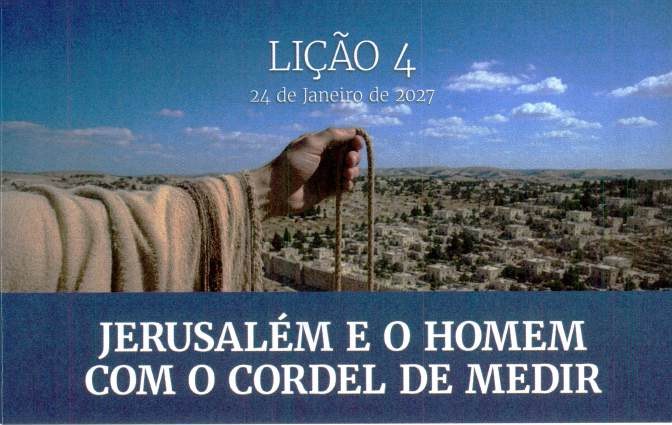 LIÇÃO 4
24 de Janeiro de 2027
JERUSALÉM E O HOMEM
COM O CORDEL DE MEDIR